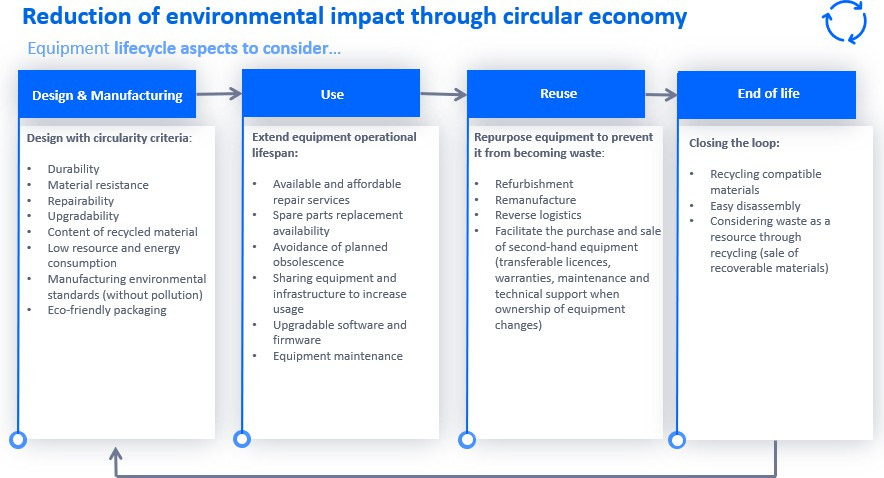 Reduction of environmental impact through circular economy
Equipment lifecycle aspects to consider...
Design & Manufacturing
Design with circularity criteria:
• Durability
• Material resistance
• Repairability
• Upgradability
• Content of recycled material
• Low resource and energy
consumption
• Manufacturing environmental
standards (without pollution)
• Eco-friendly packaging
Use
Extend equipment operational
lifespan:
• Available and affordable
repair services
• Spare parts replacement
availability
• Avoidance of planned
obsolescence
• Sharing equipment and
infrastructure to increase
usage
• Upgradable software and
firmware
• Equipment maintenance
Reuse
Repurpose equipment to prevent
it from becoming waste:
• Refurbishment
• Remanufacture
• Reverse logistics
• Facilitate the purchase and sale
of second-hand equipment
(transferable licences,
warranties, maintenance and
technical support when
ownership of equipment
changes)
End of life
Closing the loop:
• Recycling compatible
materials
• Easy disassembly
• Considering waste as a
resource through
recycling (sale of
recoverable materials)